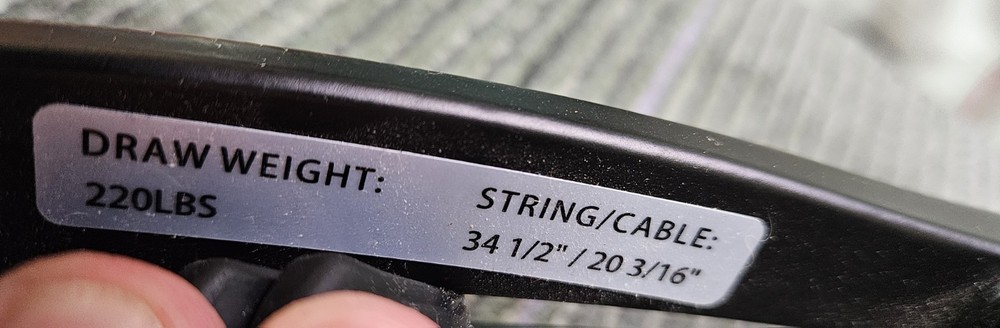 DRAW WEIGHT:
220LBS
STRING/CABLE:
34 1/2" / 20 3/16"